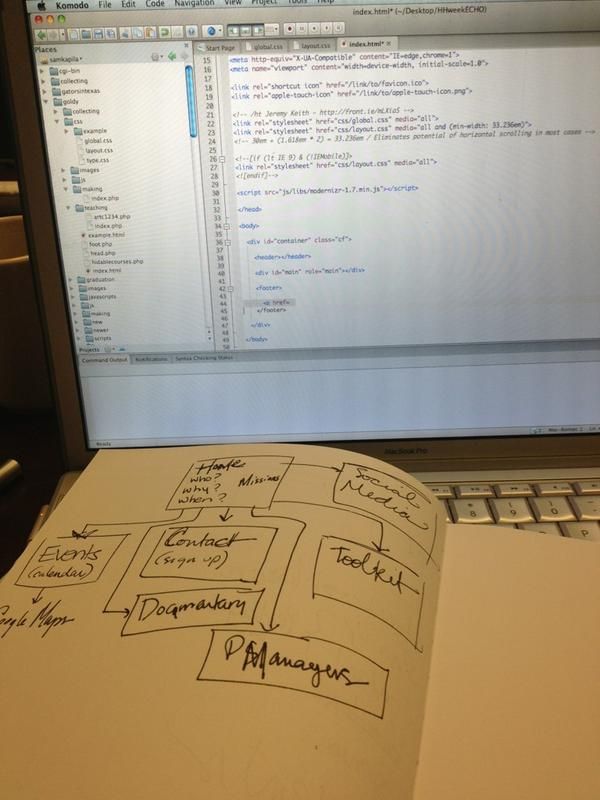 Komodo File Edit Code Navigation View Project Tools
index.html* (~/Desktop/HHweekECHO)
Places
samkapila
cgi-bin
collecting
gatorsintexas
goldy
collecting
css
example
global.css
layout.css
type.css
images
js
making
index.php
teaching
artc1234.php
index.php
example.html
foot.php
head.php
hidablecourses.php
index.html
graduation
images
javascripts
js
making
new
newer
scripts
Projects
Start Page global.css layout.css index.html*
15 <meta http-equiv="X-UA-Compatible" content="IE=edge,chrome=1">
16 <meta name="viewport" content="width=device-width, initial-scale=1.0">
17
18 <link rel="shortcut icon" href="/link/to/favicon.ico">
19 <link rel="apple-touch-icon" href="/link/to/apple-touch-icon.png">
20
21 <!-- /ht Jeremy Keith - http://front.ie/mLXiaS -->
22 <link rel="stylesheet" href="css/global.css" media="all">
23 <link rel="stylesheet" href="css/layout.css" media="all and (min-width: 33.236em)">
24 <!-- 30em + (1.618em * 2) = 33.236em / Eliminates potential of horizontal scrolling in most cases -->
25
26 <!--[if (lt IE 9) & (!IEMobile)]>
27 <link rel="stylesheet" href="css/layout.css" media="all">
28 <![endif]-->
29
30 <script src="js/libs/modernizr-1.7.min.js"></script>
31
32 </head>
33
34 <body>
35
36 <div id="container" class="cf">
37
38 <header></header>
39
40 <div id="main" role="main"></div>
41
42 <footer>
43
44 <a href=
45 </footer>
46
47 </div>
48
49 </body>
50
Command Output Notifications Syntax Checking Status
Ready
MacBook Pro
* 8
( 9
) 0
P
Home
who?
why?
when?
Missions
Social
Media
Events
(calendar)
Contact
(sign up)
Toolkit
Google Maps
Documentary
Managers